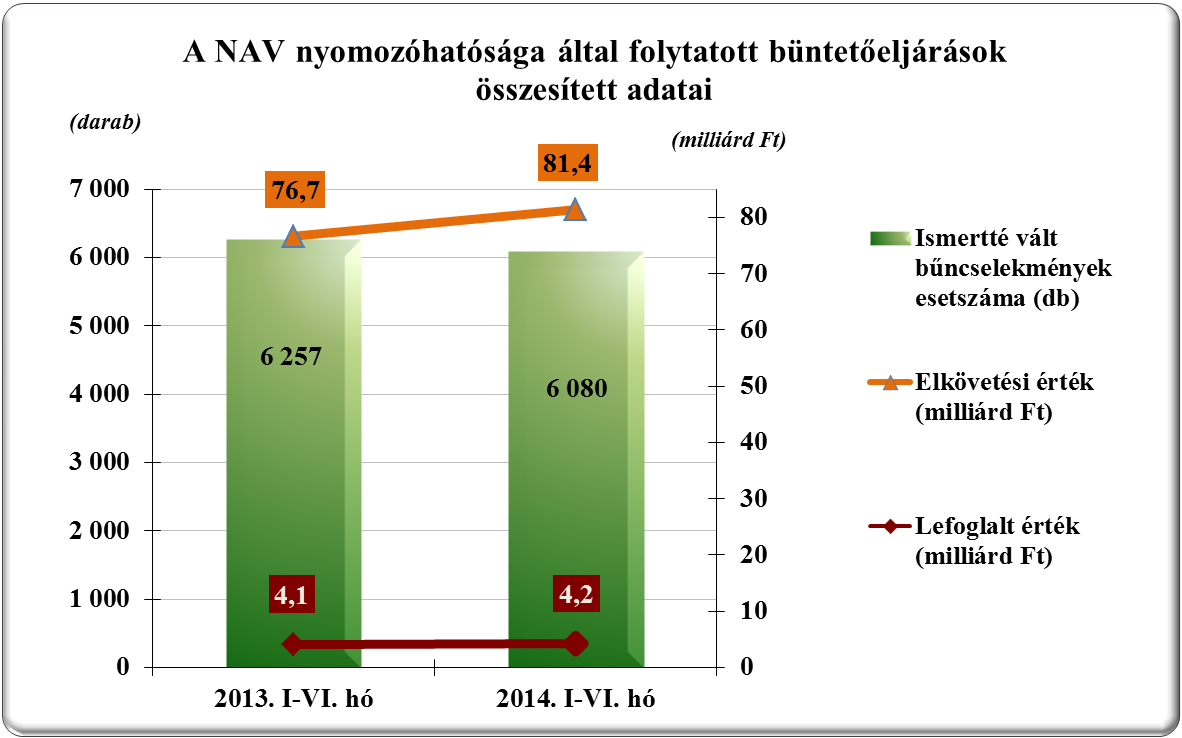 A NAV nyomozóhatósága által folytatott büntetőeljárások
összesített adatai
(darab)
(milliárd Ft)
7 000
6 000
5 000
4 000
3 000
2 000
1 000
0
76,7
81,4
6 257
6 080
4,1
4,2
80
70
60
50
40
30
20
10
0
2013. I-VI. hó
2014. I-VI. hó
Ismertté vált
bűncselekmények
esetszáma (db)
Elkövetési érték
(milliárd Ft)
Lefoglalt érték
(milliárd Ft)